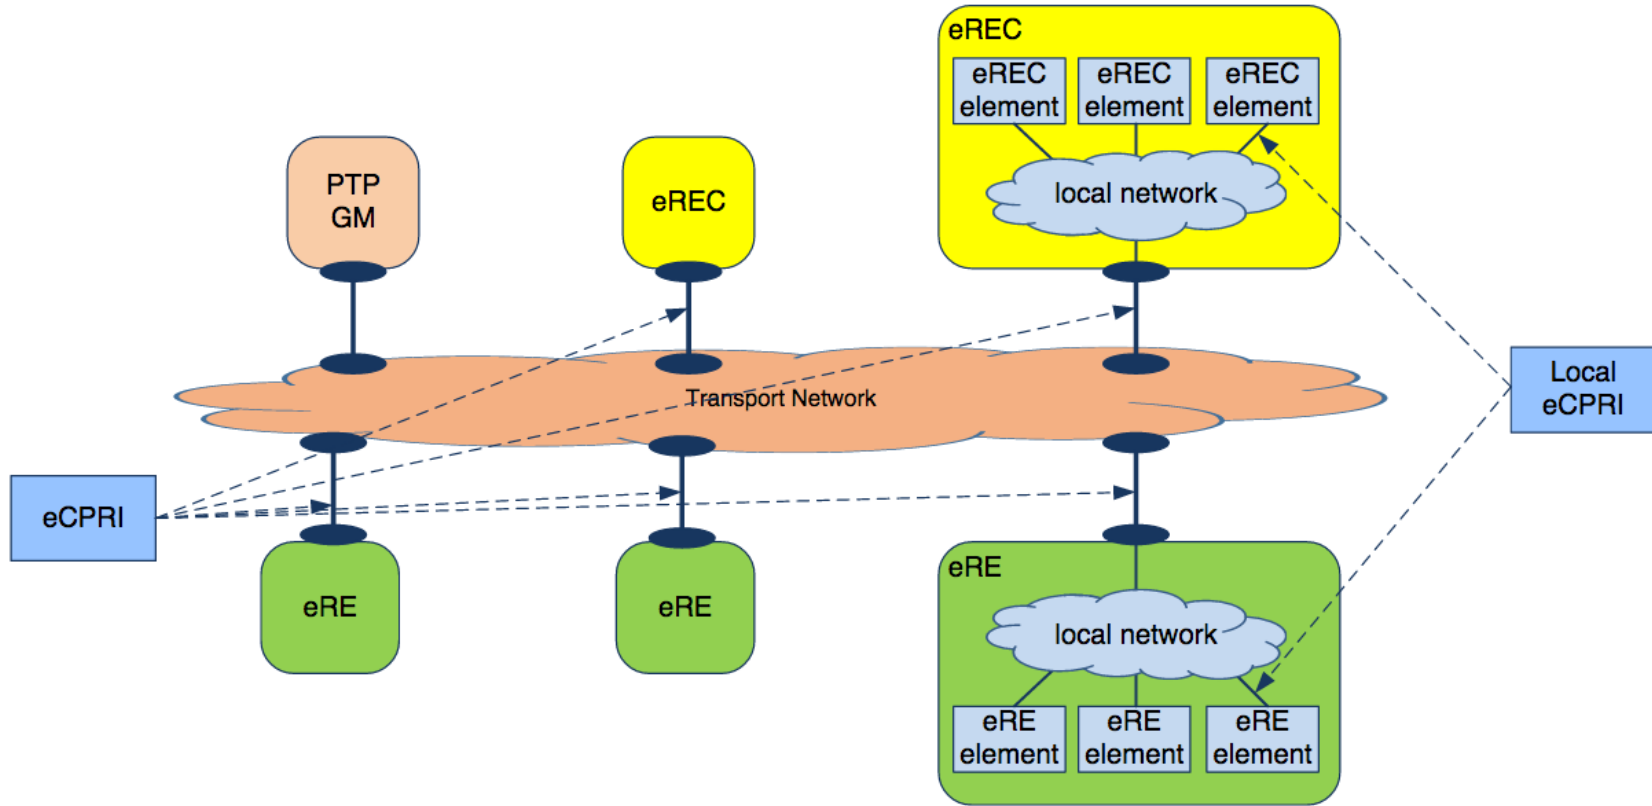 eREC
eREC
element
eREC
element
eREC
element
local network
PTP
GM
eREC
Transport Network
Local
eCPRI
eCPRI
eRE
eRE
eRE
local network
eRE
element
eRE
element
eRE
element